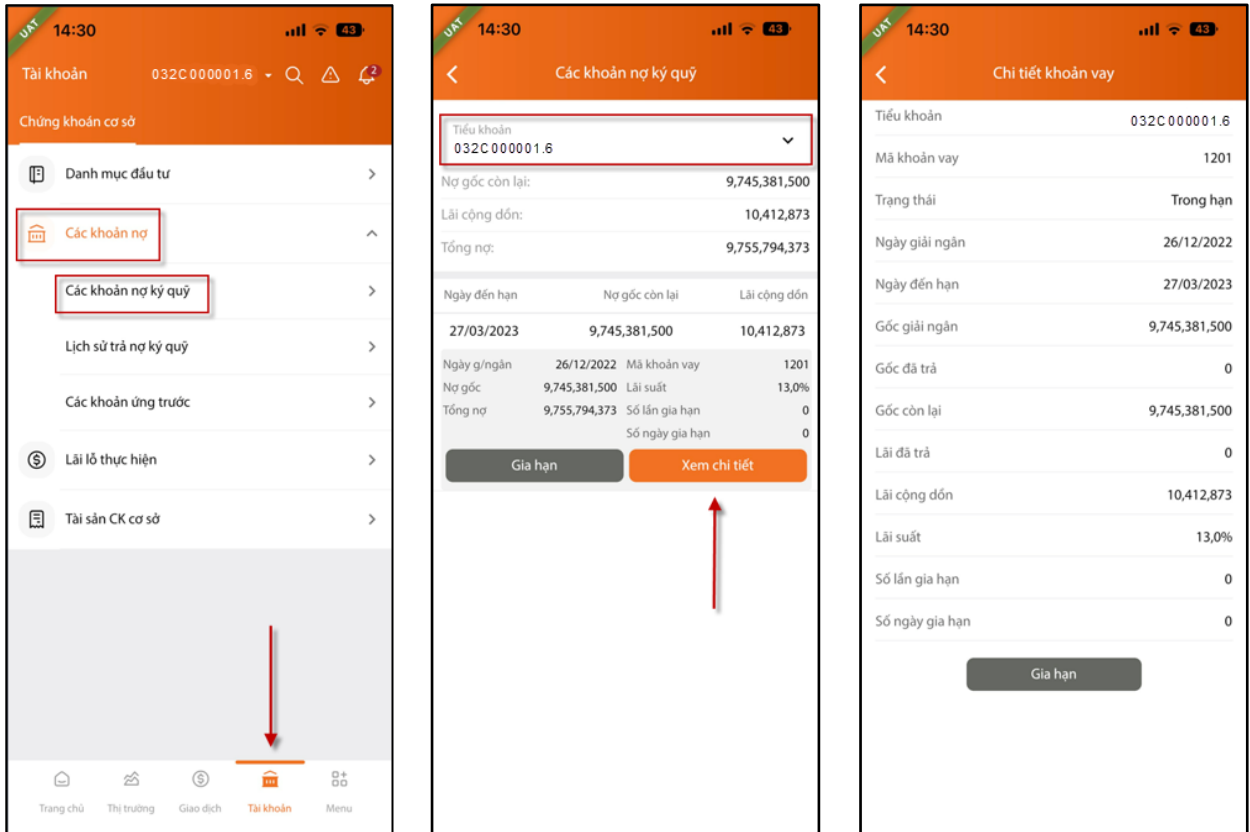 UAT
14:30
43
Tài khoản 032C000001.6
2
Chứng khoán cơ sở
Danh mục đầu tư
Các khoản nợ
Các khoản nợ ký quỹ
Lịch sử trả nợ ký quỹ
Các khoản ứng trước
Lãi lỗ thực hiện
Tài sản CK cơ sở
Trang chủ Thị trường Giao dịch Tài khoản Menu
UAT
14:30
43
Các khoản nợ ký quỹ
Tiểu khoản
032C000001.6
Nợ gốc còn lại: 9,745,381,500
Lãi cộng dồn: 10,412,873
Tổng nợ: 9,755,794,373
Ngày đến hạn Nợ gốc còn lại Lãi cộng dồn
27/03/2023 9,745,381,500 10,412,873
Ngày g/ngân 26/12/2022 Mã khoản vay 1201
Nợ gốc 9,745,381,500 Lãi suất 13,0%
Tổng nợ 9,755,794,373 Số lần gia hạn 0
Số ngày gia hạn 0
Gia hạn Xem chi tiết
UAT
14:30
43
Chi tiết khoản vay
Tiểu khoản 032C000001.6
Mã khoản vay 1201
Trạng thái Trong hạn
Ngày giải ngân 26/12/2022
Ngày đến hạn 27/03/2023
Gốc giải ngân 9,745,381,500
Gốc đã trả 0
Gốc còn lại 9,745,381,500
Lãi đã trả 0
Lãi cộng dồn 10,412,873
Lãi suất 13,0%
Số lần gia hạn 0
Số ngày gia hạn 0
Gia hạn